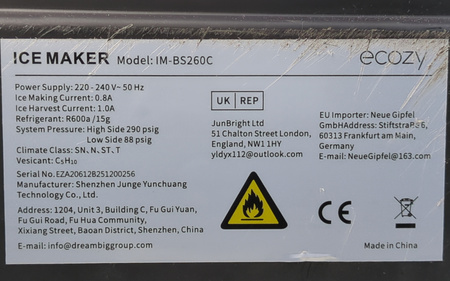 ICE MAKER Model: IM-BS260C
ecozy
Power Supply: 220-240V~50 Hz
Ice Making Current: 0.8A
Ice Harvest Current: 1.0A
Refrigerant: R600a/15g
System Pressure: High Side 290 psig
Low Side 88 psig
Climate Class: SN、N、ST、T
Vesicant: C₅H₁₀
Serial No. EZA20612B251200256
Manufacturer: Shenzhen Junge Yunchuang
Technology Co., Ltd.
Address: 1204, Unit 3, Building C, Fu Gui Yuan,
Fu Gui Road, Fu Hua Community,
Xixiang Street, Baoan District, Shenzhen, China
E-mail: info@dreambiggroup.com
UK REP
JunBright Ltd
51 Chalton Street London,
England, NW1 1HY
yldyx112@outlook.com
EU Importer: Neue Gipfel
GmbHAddress: Stiftstraße 6,
60313 Frankfurt am Main,
Germany
E-mail: NeueGipfel@163.com
CE
Made in China